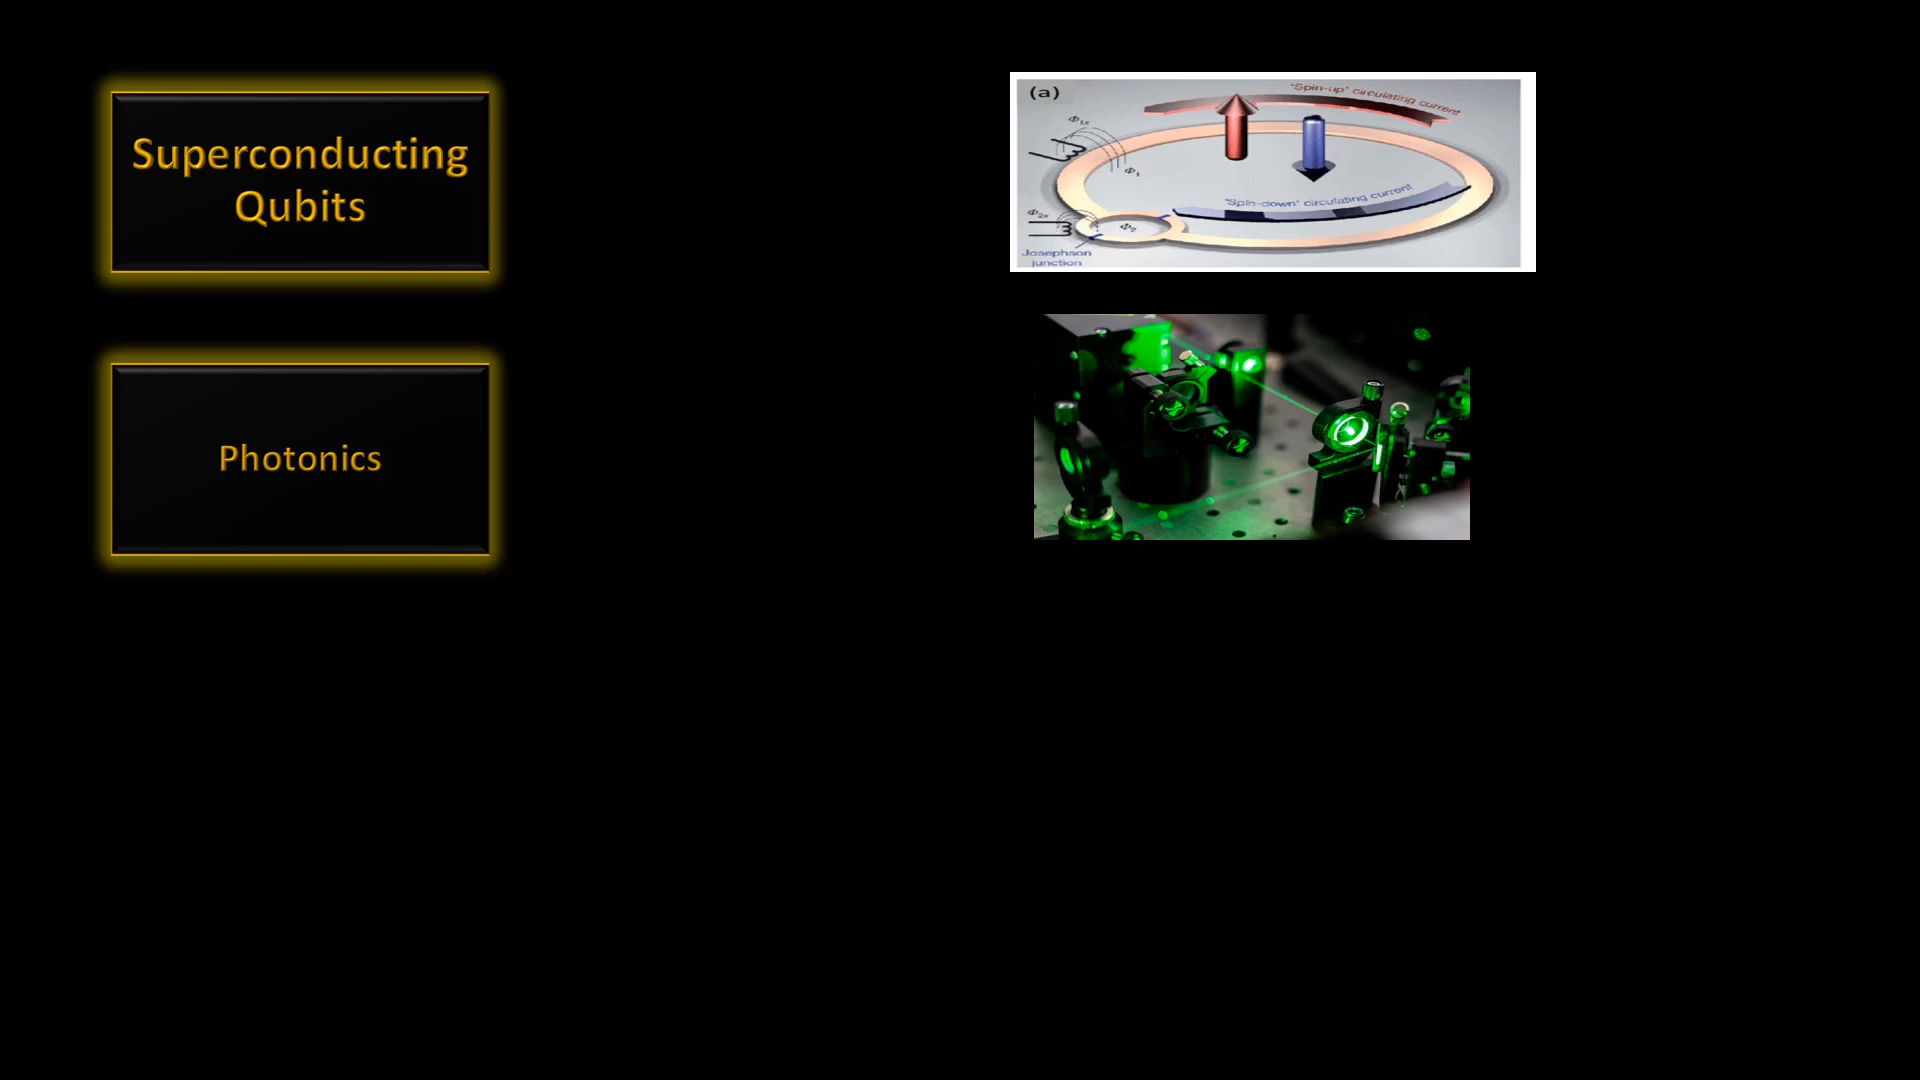 Superconducting
Qubits
(a)
'Spin-up' circulating current
'Spin-down' circulating current
Josephson
junction
Photonics